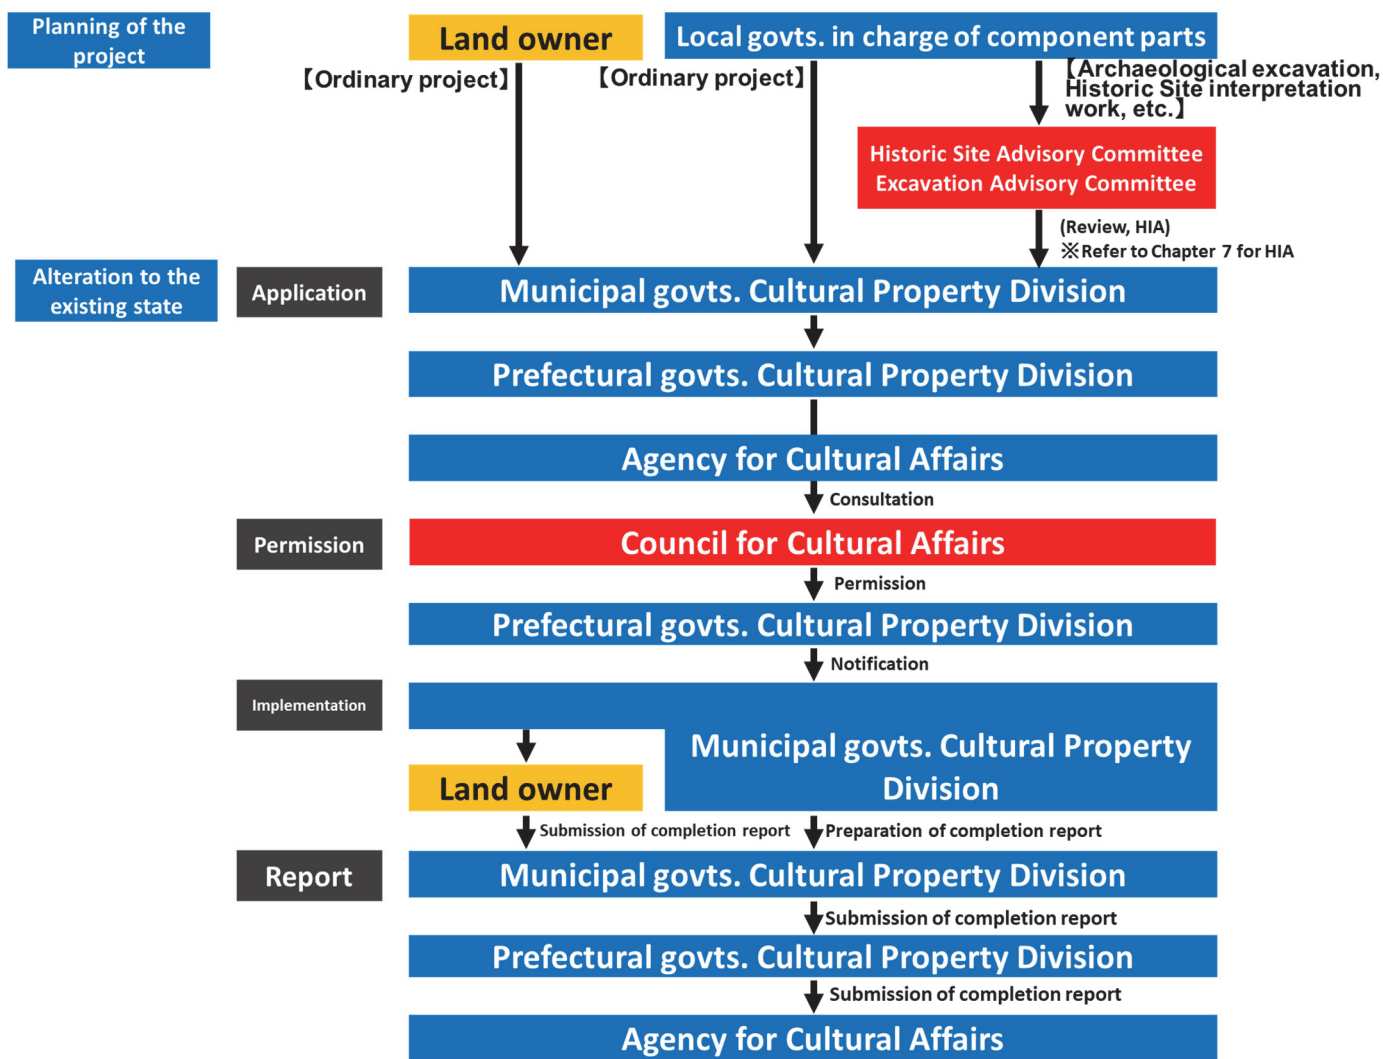 Planning of the
project
Land owner
Local govts. in charge of component parts
【Ordinary project】
【Ordinary project】
【Archaeological excavation,
Historic Site interpretation
work, etc.】
Historic Site Advisory Committee
Excavation Advisory Committee
(Review, HIA)
※Refer to Chapter 7 for HIA
Alteration to the
existing state
Application
Municipal govts. Cultural Property Division
Prefectural govts. Cultural Property Division
Agency for Cultural Affairs
Consultation
Permission
Council for Cultural Affairs
Permission
Prefectural govts. Cultural Property Division
Notification
Implementation
Municipal govts. Cultural Property
Division
Land owner
Submission of completion report
Preparation of completion report
Report
Municipal govts. Cultural Property Division
Submission of completion report
Prefectural govts. Cultural Property Division
Submission of completion report
Agency for Cultural Affairs